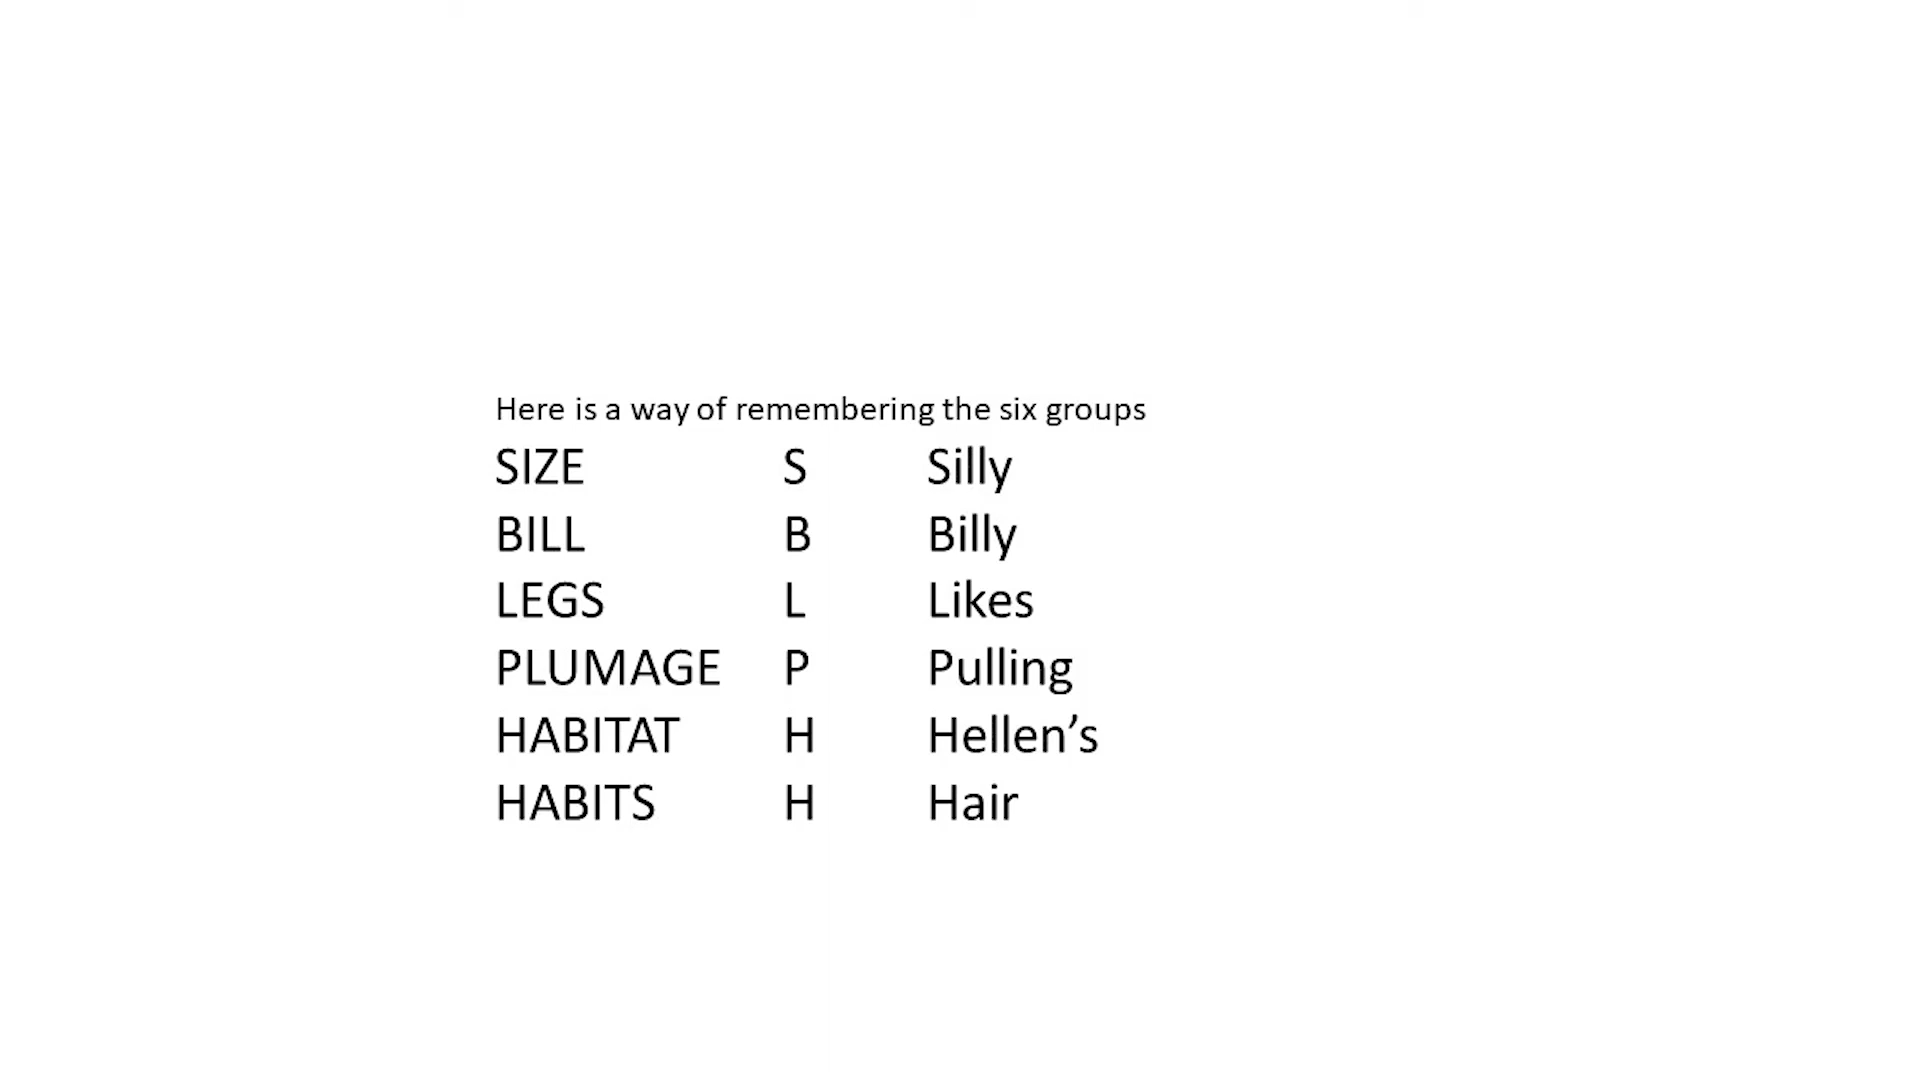 Here is a way of remembering the six groups
SIZE S Silly
BILL B Billy
LEGS L Likes
PLUMAGE P Pulling
HABITAT H Hellen’s
HABITS H Hair